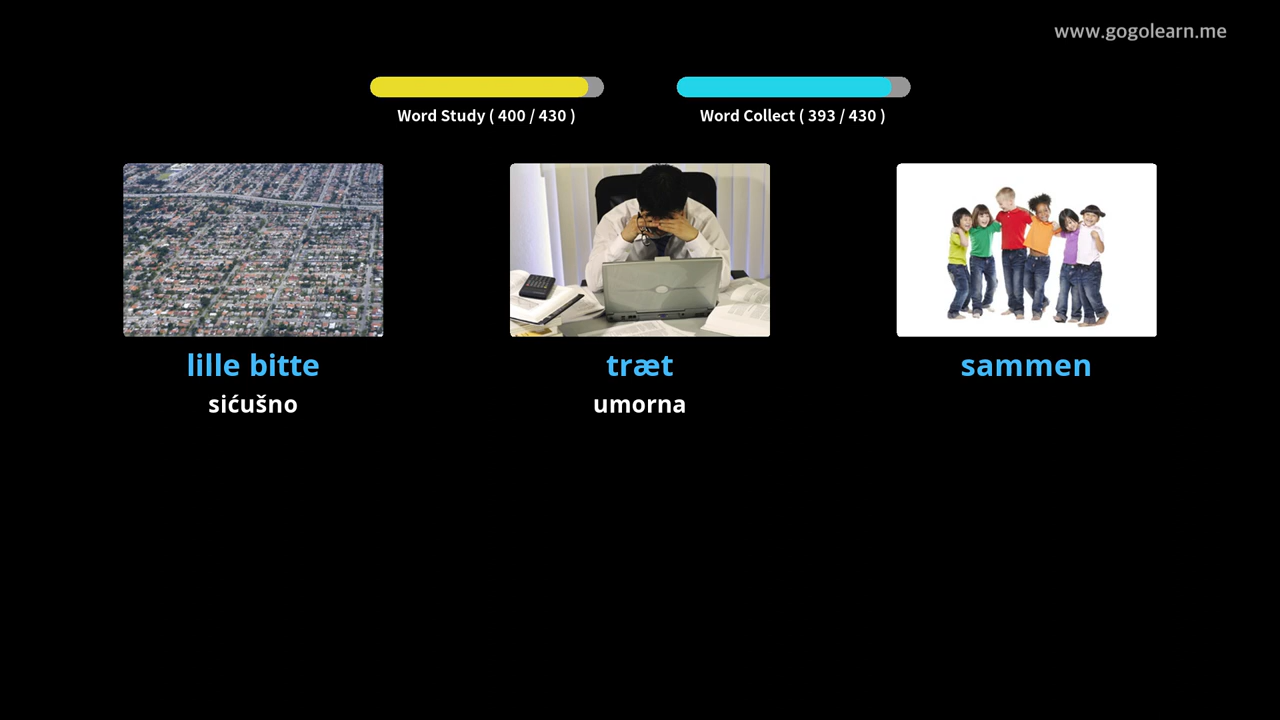 www.gogolearn.me
Word Study ( 400 / 430 )
Word Collect ( 393 / 430 )
lille bitte
træt
sammen
sićušno
umorna